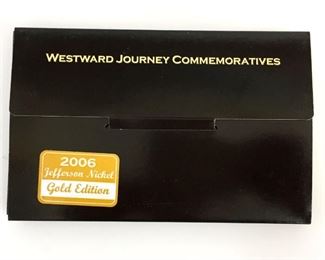 Westward Journey Commemoratives
2006
Jefferson Nickel
Gold Edition